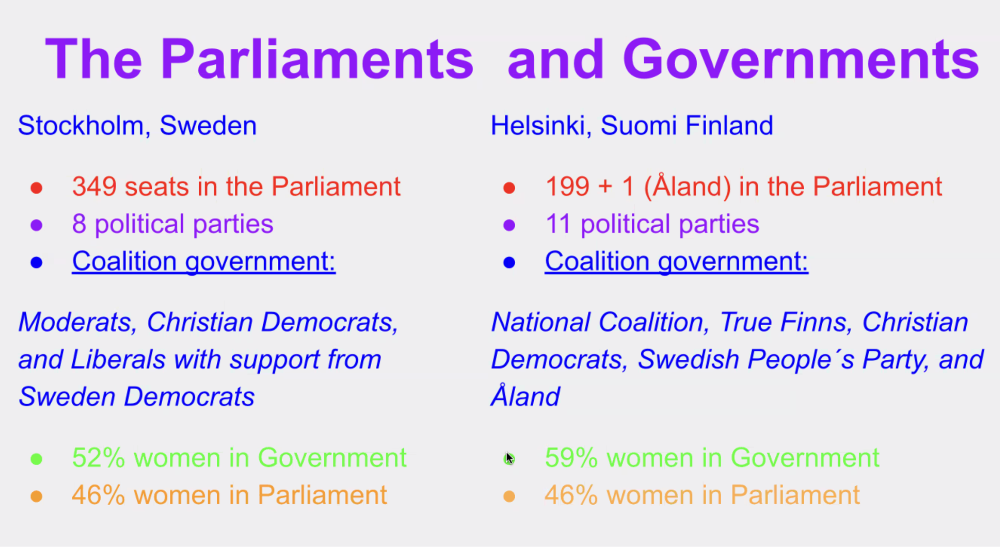 The Parliaments  and Governments
Stockholm, Sweden
● 349 seats in the Parliament
● 8 political parties
● Coalition government:
Moderats, Christian Democrats,
and Liberals with support from
Sweden Democrats
● 52% women in Government
● 46% women in Parliament
Helsinki, Suomi Finland
● 199 + 1 (Åland) in the Parliament
● 11 political parties
● Coalition government:
National Coalition, True Finns, Christian
Democrats, Swedish People´s Party, and
Åland
● 59% women in Government
● 46% women in Parliament